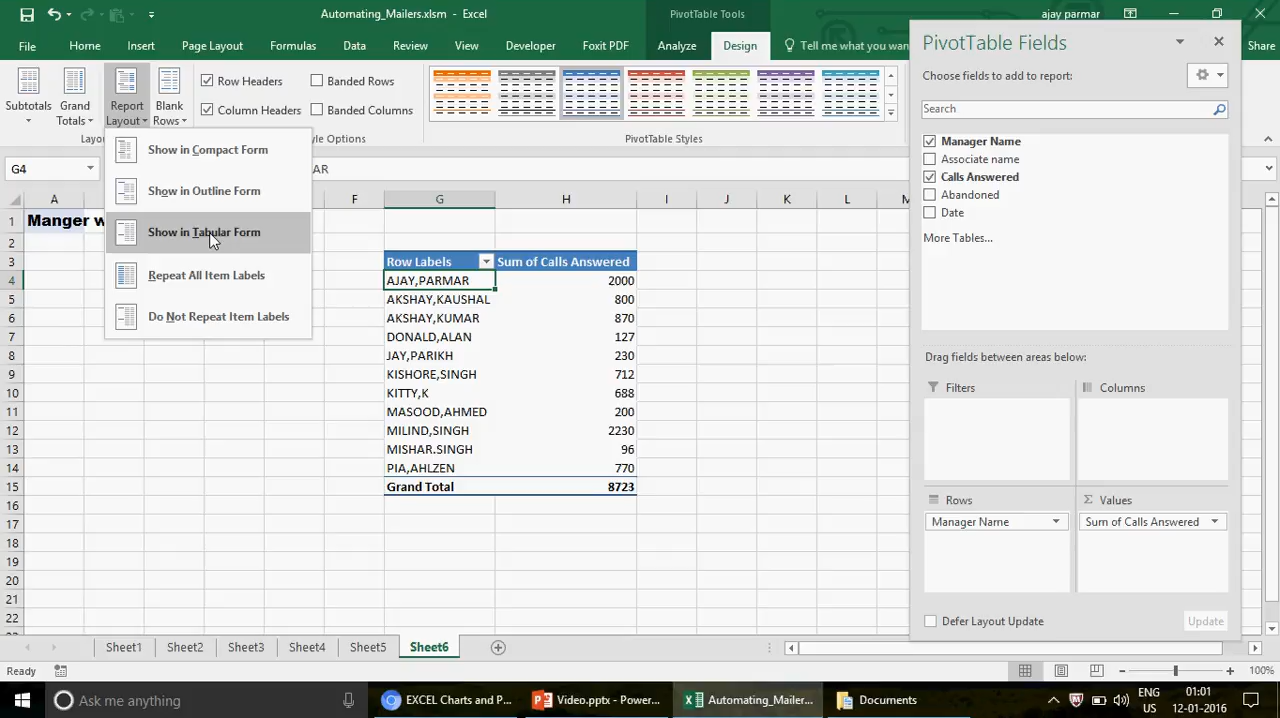 Automating_Mailers.xlsm - Excel
PivotTable Tools
ajay parmar
File
Home
Insert
Page Layout
Formulas
Data
Review
View
Developer
Foxit PDF
Analyze
Design
Tell me what you wan
Share
Subtotals
Grand
Totals
Report
Layout
Blank
Rows
Row Headers
Banded Rows
Column Headers
Banded Columns
Layou
tyle Options
PivotTable Styles
Show in Compact Form
Show in Outline Form
Show in Tabular Form
Repeat All Item Labels
Do Not Repeat Item Labels
G4
AR
A F G H I J K L M
1 Manger w
2
3 Row Labels Sum of Calls Answered
4 AJAY,PARMAR 2000
5 AKSHAY,KAUSHAL 800
6 AKSHAY,KUMAR 870
7 DONALD,ALAN 127
8 JAY,PARIKH 230
9 KISHORE,SINGH 712
10 KITTY,K 688
11 MASOOD,AHMED 200
12 MILIND,SINGH 2230
13 MISHAR.SINGH 96
14 PIA,AHLZEN 770
15 Grand Total 8723
16
17
18
19
20
21
22
PivotTable Fields
Choose fields to add to report:
Search
Manager Name
Associate name
Calls Answered
Abandoned
Date
More Tables...
Drag fields between areas below:
Filters
Columns
Rows
Σ Values
Manager Name
Sum of Calls Answered
Defer Layout Update
Update
Sheet1 Sheet2 Sheet3 Sheet4 Sheet5 Sheet6
Ready
100%
Ask me anything
EXCEL Charts and P...
Video.pptx - Power...
Automating_Mailer...
Documents
ENG
US
01:01
12-01-2016